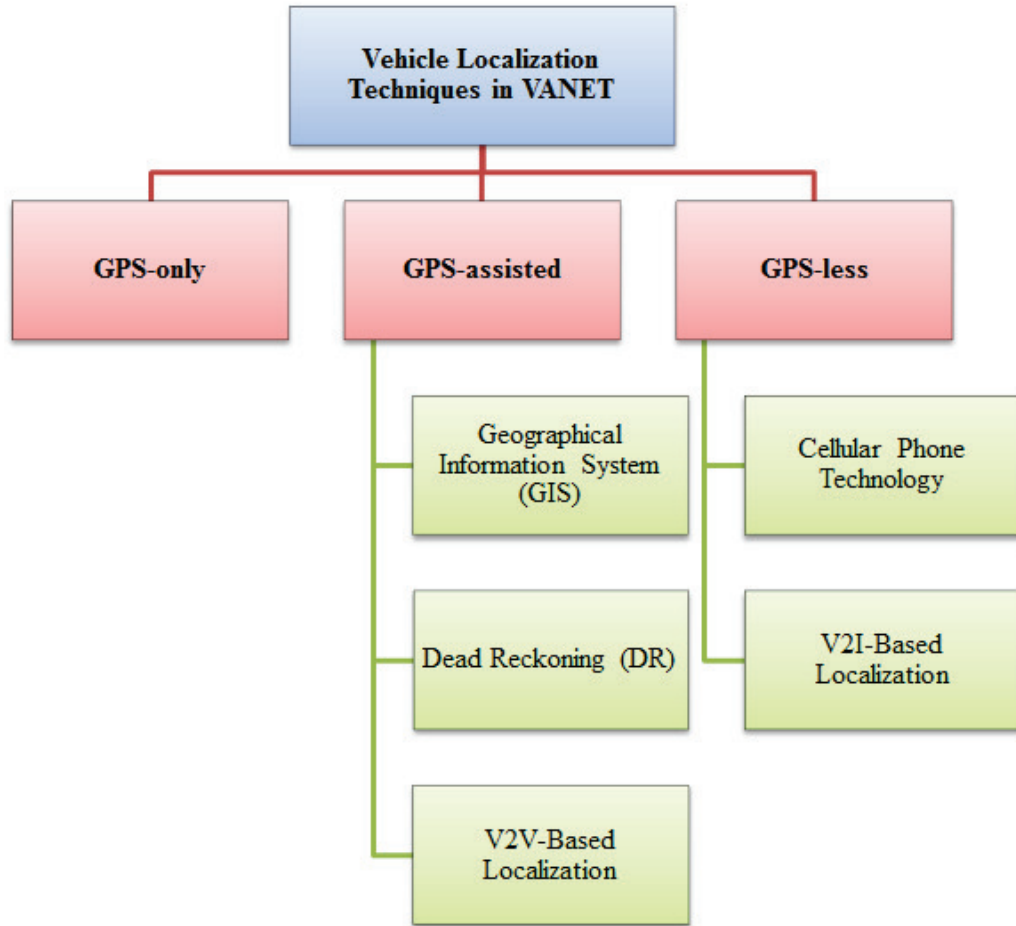 Vehicle Localization
Techniques in VANET
GPS-only
GPS-assisted
GPS-less
Geographical
Information System
(GIS)
Cellular Phone
Technology
Dead Reckoning (DR)
V2I-Based
Localization
V2V-Based
Localization